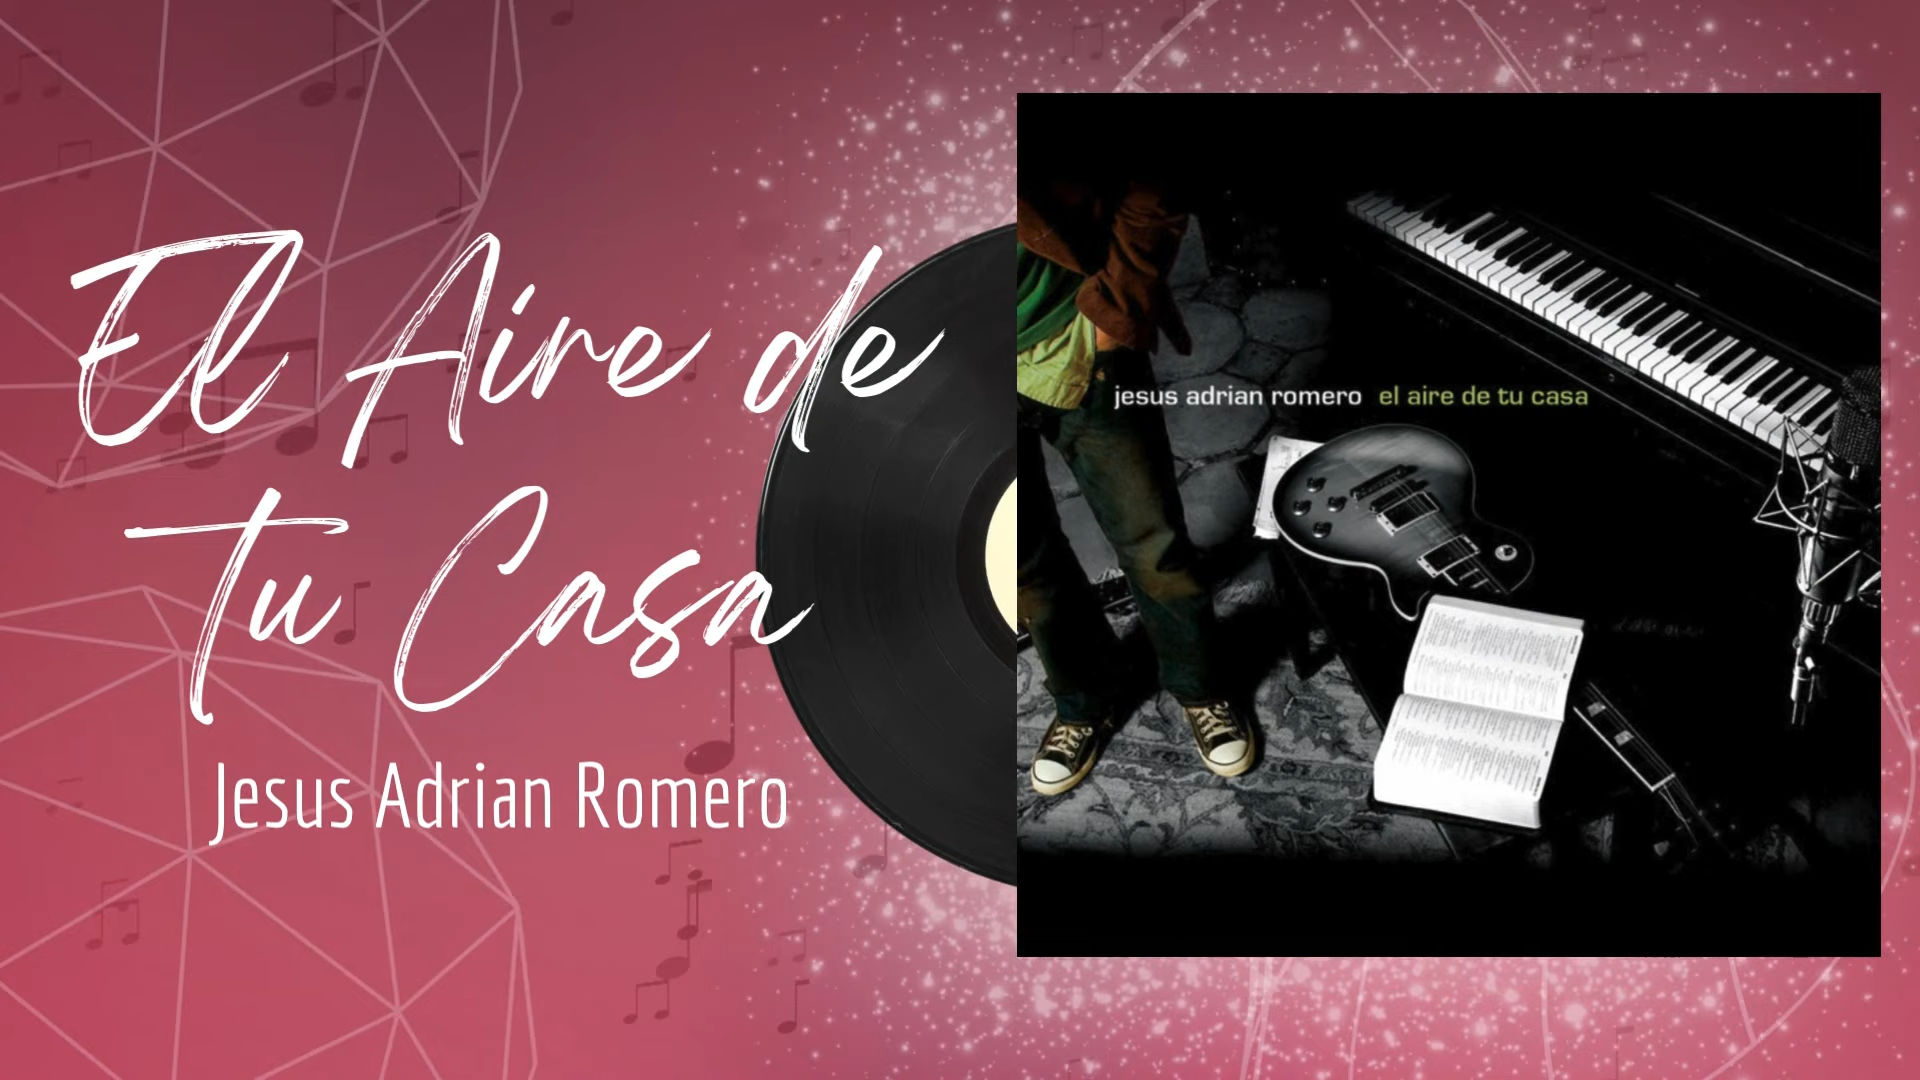 El Aire de
Tu Casa
Jesus Adrian Romero
jesus adrian romero el aire de tu casa